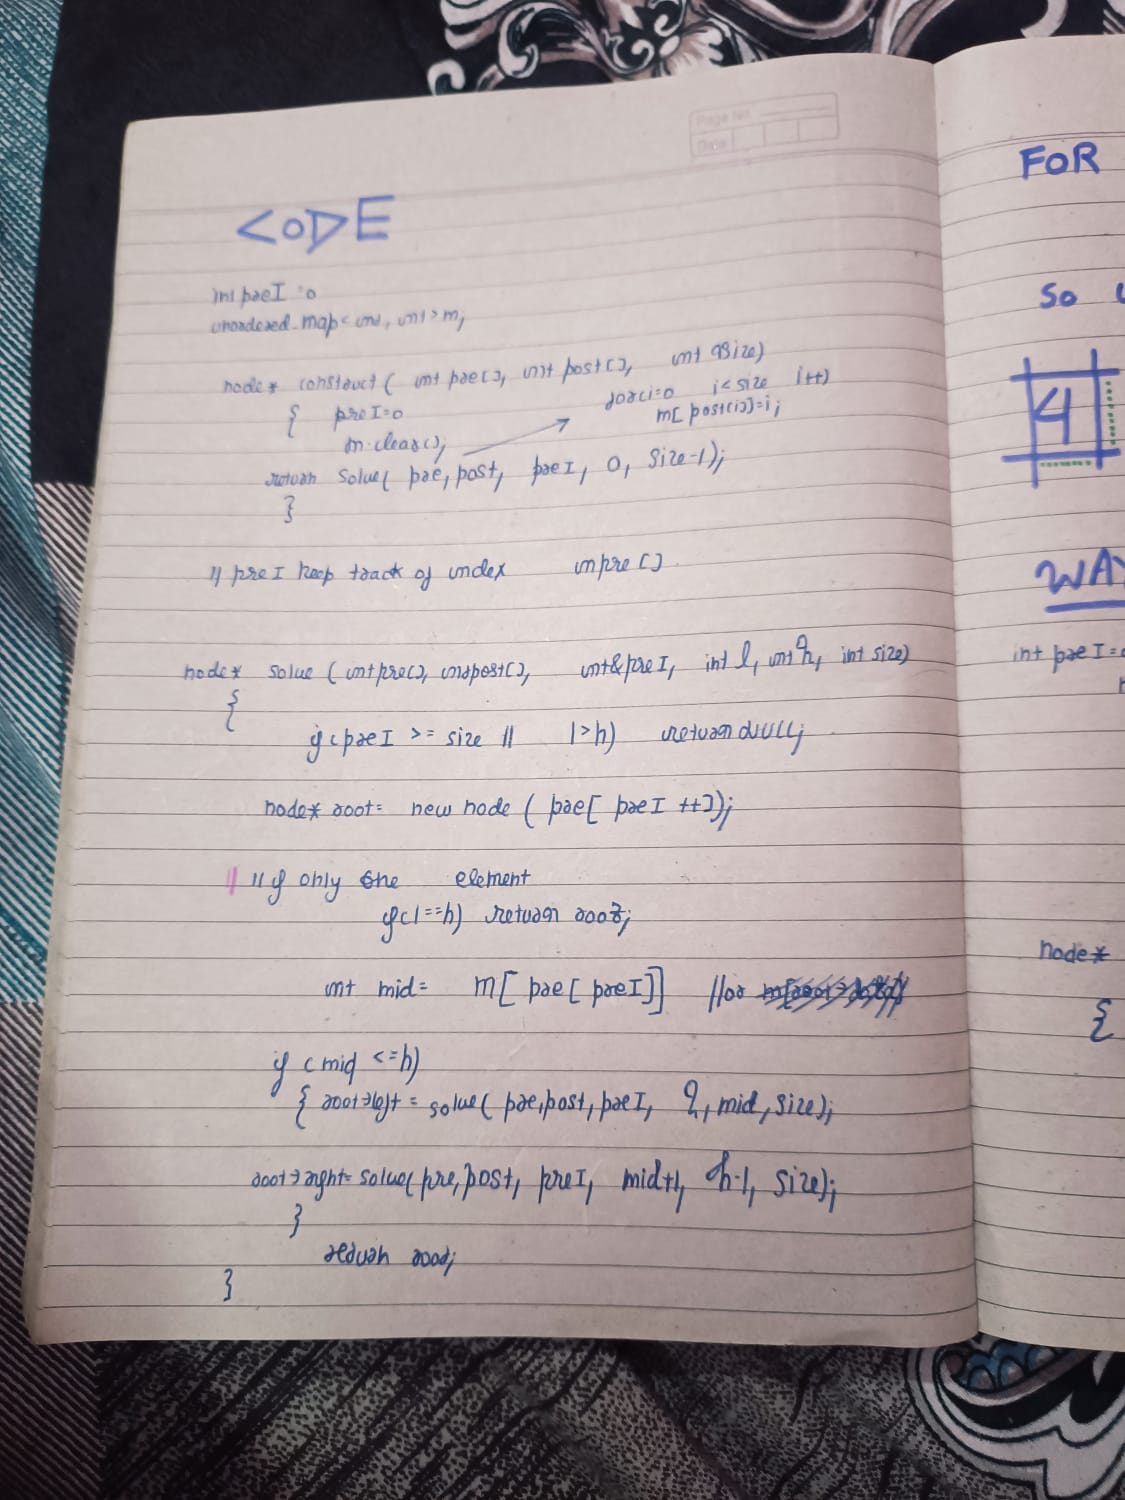 Page No.
Date
CODE
int preI = 0
unordered_map<int, int> m;
node* construct( int pre[], int post[], int size)
{ preI=0
for(i=0 i<size i++)
m[post[i]]=i;
m.clear();
return solve( pre, post, preI, 0, size-1);
}
// preI keep track of index in pre[]
node* solve (int pre[], int post[], int &preI, int l, int h, int size)
{
if(preI >= size || l>h) return NULL;
node* root= new node ( pre[ preI ++]);
// if only one element
if(l==h) return root;
int mid= m[ pre[ preI]] //or
if (mid <=h)
{ root->left = solve( pre,post,preI, l, mid, size);
root->right= solve( pre,post, preI, mid+1, h-1, size);
}
return root;
}
FOR
SO
4
WAY
int preI=0
node*
{